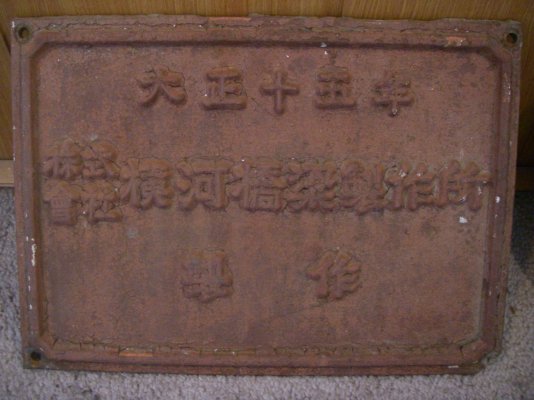 大正十五年
株式會社横河橋梁製作所
製作